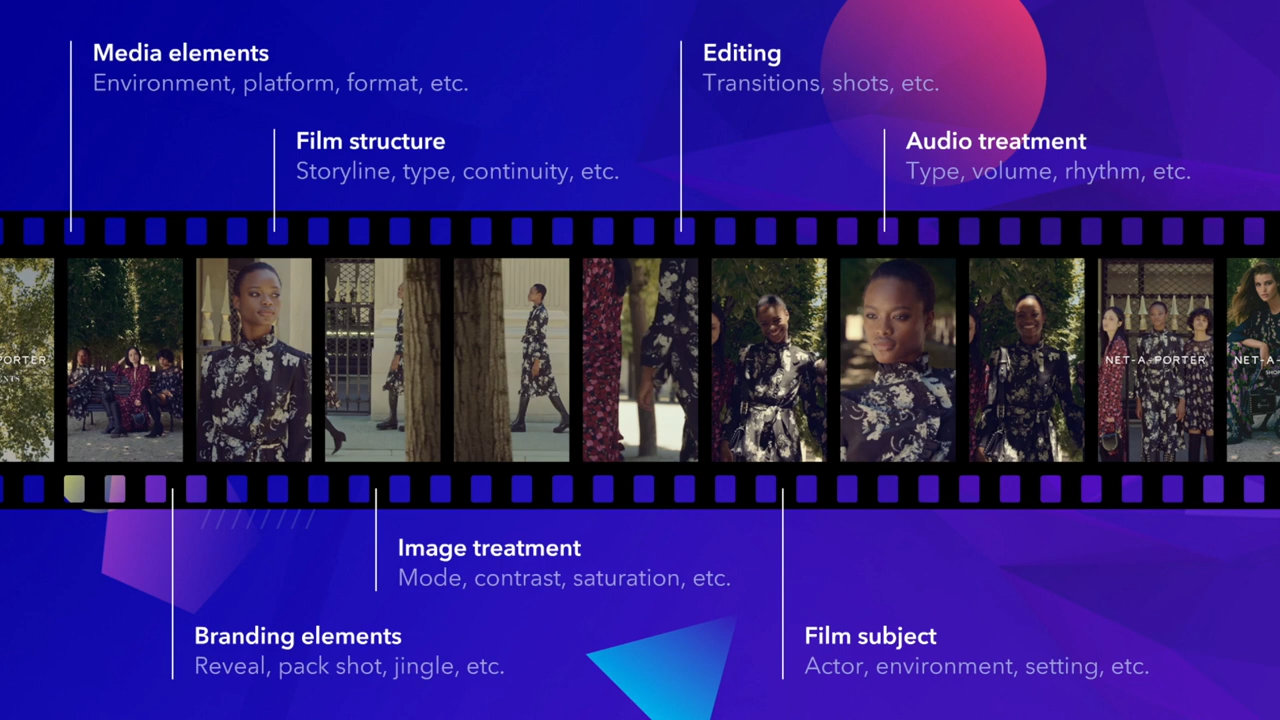 Media elements
Environment, platform, format, etc.
Editing
Transitions, shots, etc.
Film structure
Storyline, type, continuity, etc.
Audio treatment
Type, volume, rhythm, etc.
PORTER
NET-A-PORTER
NET-A-
Image treatment
Mode, contrast, saturation, etc.
Branding elements
Reveal, pack shot, jingle, etc.
Film subject
Actor, environment, setting, etc.